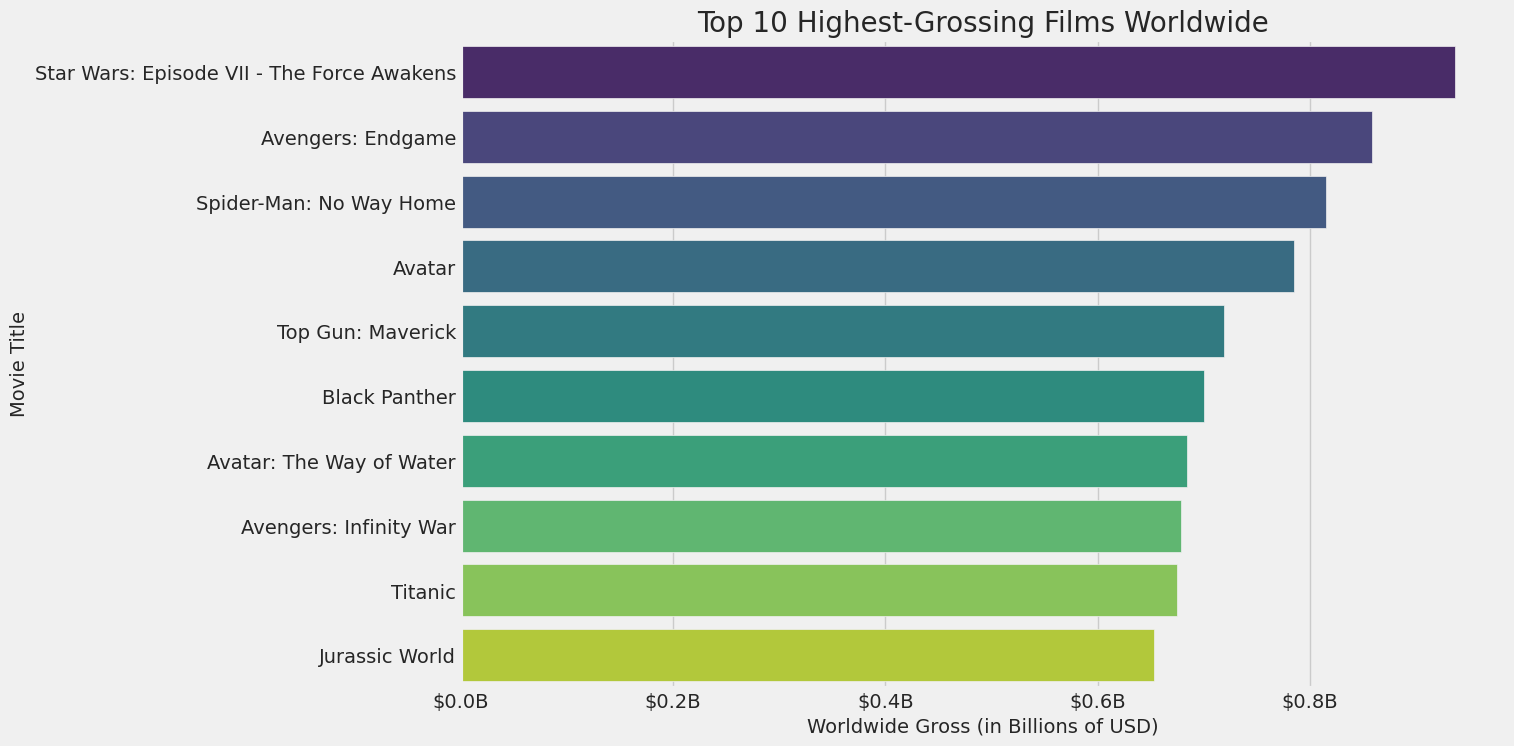 Top 10 Highest-Grossing Films Worldwide
Star Wars: Episode VII - The Force Awakens
Avengers: Endgame
Spider-Man: No Way Home
Avatar
Top Gun: Maverick
Black Panther
Avatar: The Way of Water
Avengers: Infinity War
Titanic
Jurassic World
Movie Title
$0.0B $0.2B $0.4B $0.6B $0.8B
Worldwide Gross (in Billions of USD)